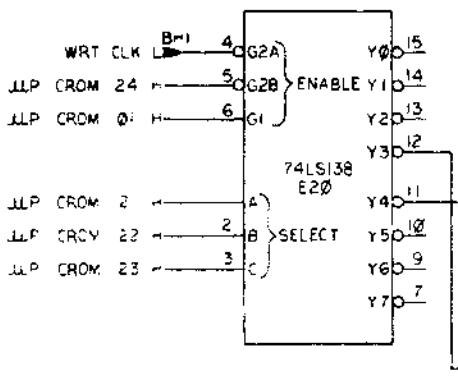 BH1
WRT CLK L 4 G2A Y0 15
µP CROM 24 H 5 G2B ENABLE Y1 14
µP CROM 01 H 6 G1 Y2 13
Y3 12
74LS138
E20
µP CROM 2 H A Y4 11
µP CROM 22 H 2 B SELECT Y5 10
µP CROM 23 H 3 C Y6 9
Y7 7